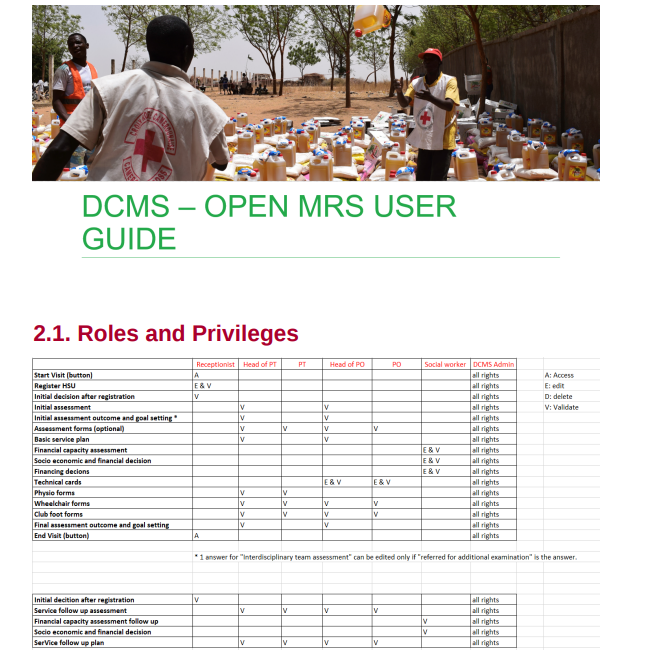 DCMS – OPEN MRS USER
GUIDE
2.1. Roles and Privileges
Receptionist Head of PT PT Head of PO PO Social worker DCMS Admin
Start Visit (button) A all rights A: Access
Register HSU E & V all rights E: edit
Initial decision after registration V all rights D: delete
Initial assessment V V all rights V: Validate
Initial assessment outcome and goal setting * V V all rights
Assessment forms (optional) V V V V all rights
Basic service plan V V all rights
Financial capacity assessment E & V all rights
Socio economic and financial decision E & V all rights
Financing decions E & V all rights
Technical cards E & V E & V all rights
Physio forms V V all rights
Wheelchair forms V V V V all rights
Club foot forms V V V V all rights
Final assessment outcome and goal setting V V all rights
End Visit (button) A all rights
* 1 answer for "Interdisciplinary team assessment" can be edited only if "referred for additional examination" is the answer.
Initial decition after registration V all rights
Service follow up assessment V V V V all rights
Financial capacity assessment follow up V all rights
Socio economic and financial decision V all rights
SerVice follow up plan V V V V all rights